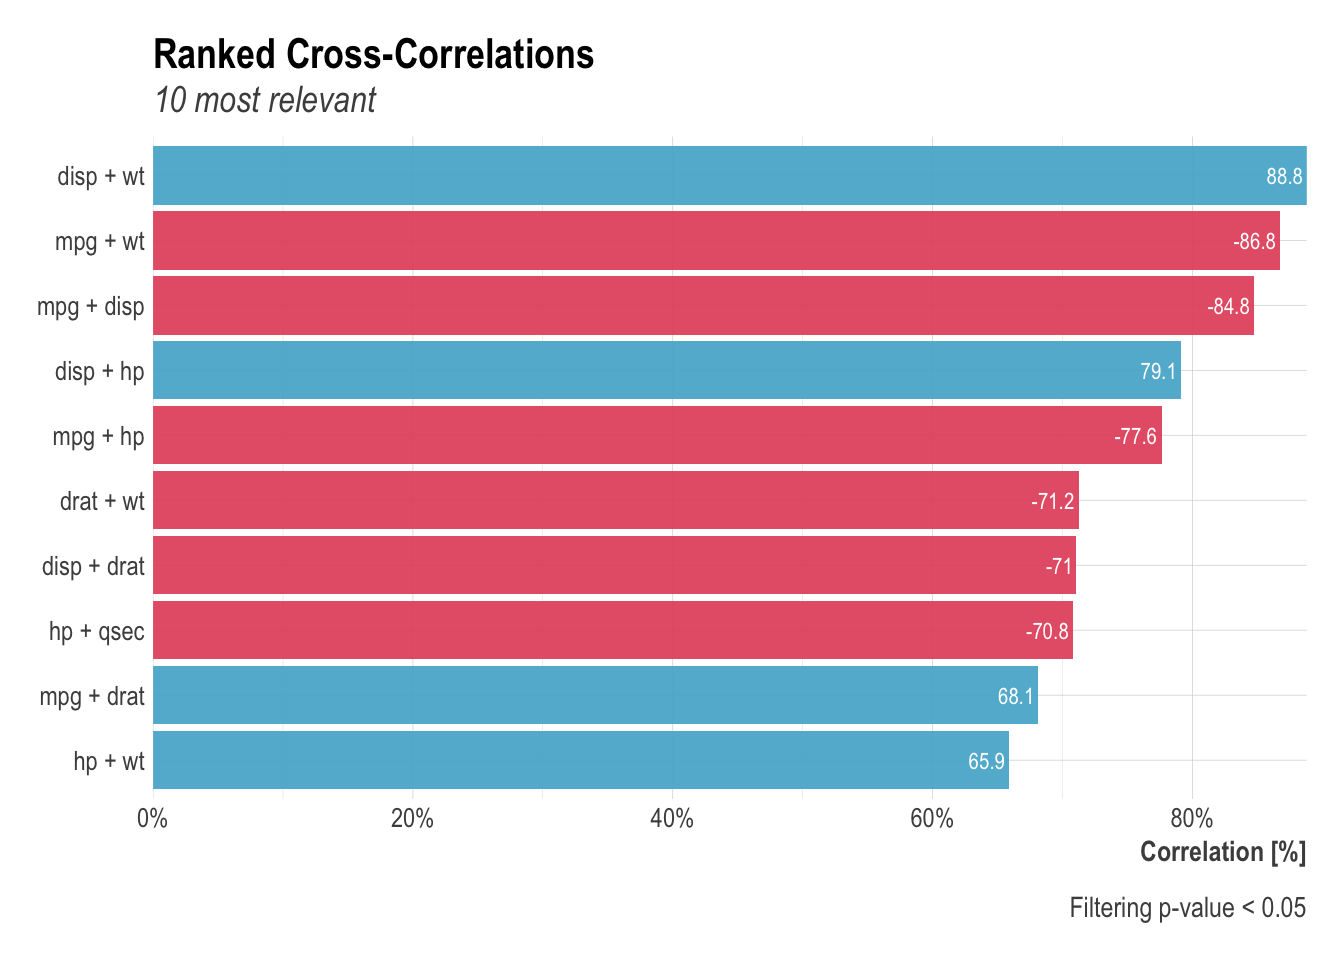 Ranked Cross-Correlations
10 most relevant
disp + wt 88.8
mpg + wt -86.8
mpg + disp -84.8
disp + hp 79.1
mpg + hp -77.6
drat + wt -71.2
disp + drat -71
hp + qsec -70.8
mpg + drat 68.1
hp + wt 65.9
0% 20% 40% 60% 80%
Correlation [%]
Filtering p-value < 0.05